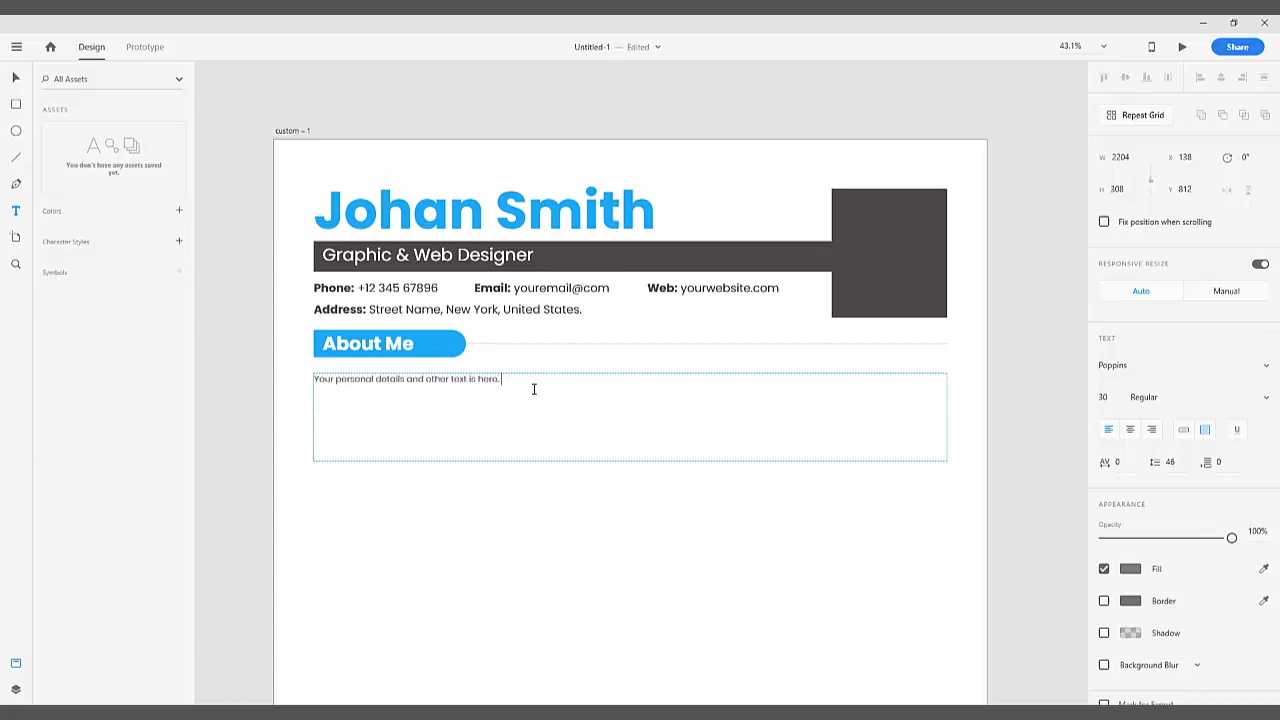 Design Prototype Untitled-1 — Edited 43.1% Share
All Assets
ASSETS
You don't have any assets saved yet.
Colors
Character Styles
Symbols
custom – 1
Johan Smith
Graphic & Web Designer
Phone: +12 345 67896 Email: youremail@com Web: yourwebsite.com
Address: Street Name, New York, United States.
About Me
Your personal details and other text is here.
Repeat Grid
W 2204 X 138 0°
H 308 Y 812
Fix position when scrolling
RESPONSIVE RESIZE
Auto Manual
TEXT
Poppins
30 Regular
0 46 0
APPEARANCE
Opacity
100%
Fill
Border
Shadow
Background Blur
Mark for Export